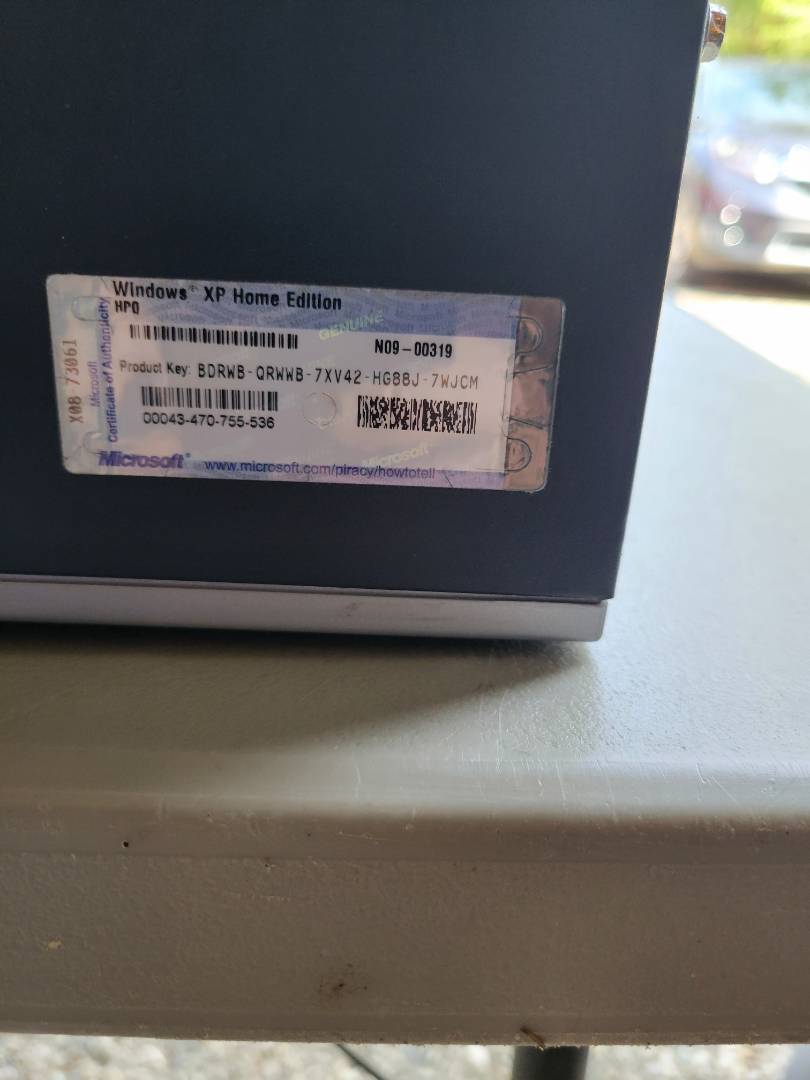 Windows® XP Home Edition
HPQ
GENUINE
N09-00319
Product Key: BDRWB-QRWWB-7XV42-HG88J-7WJCM
00043-470-755-536
Microsoft® www.microsoft.com/piracy/howtotell
Microsoft
X08 73061
Microsoft
Certificate of Authenticity